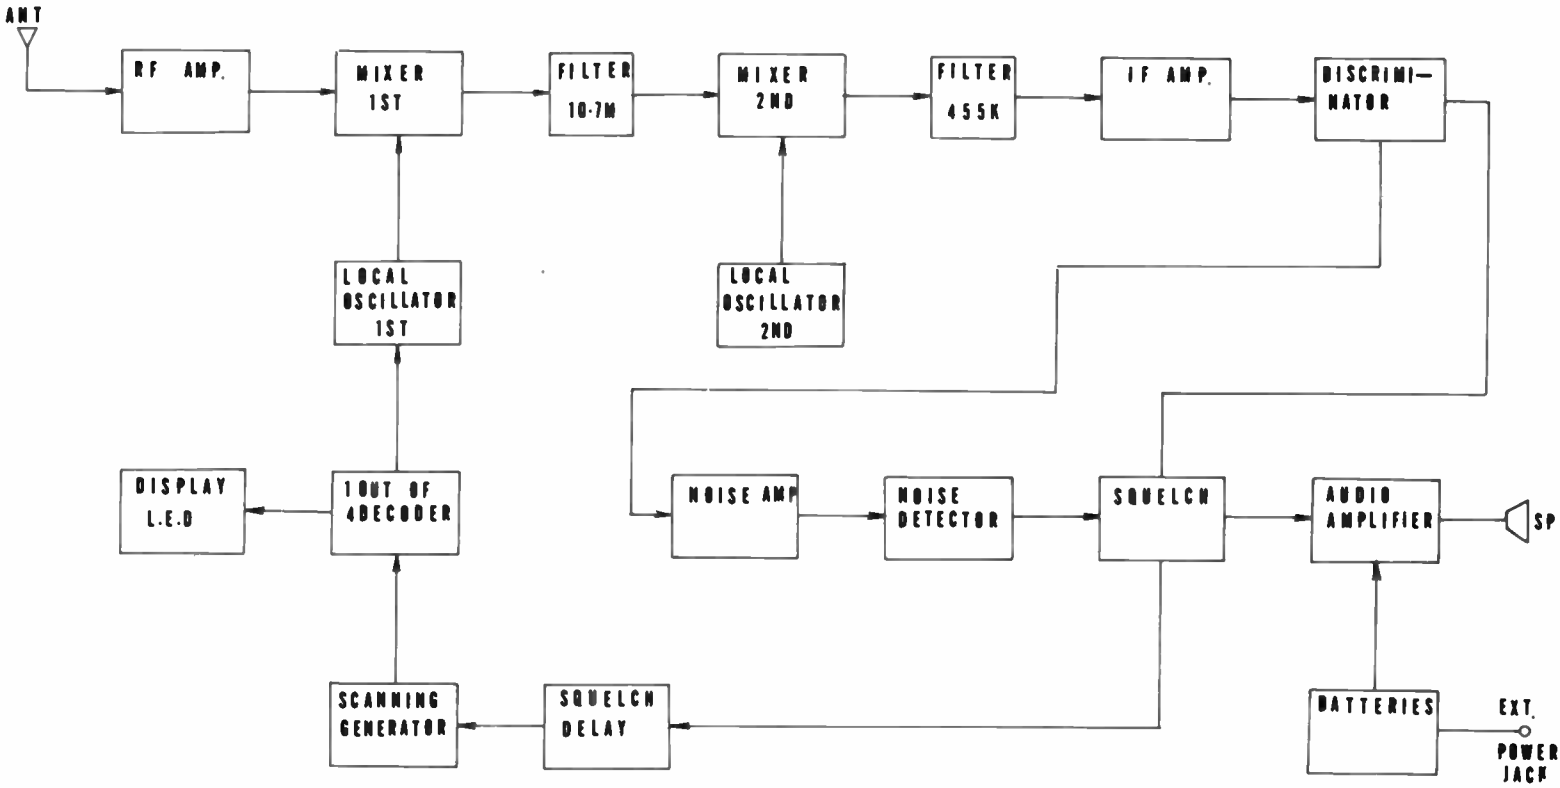 ANT
RF AMP.
MIXER
1ST
FILTER
10.7M
MIXER
2ND
FILTER
455K
IF AMP.
DISCRIMI-
NATOR
LOCAL
OSCILLATOR
1ST
LOCAL
OSCILLATOR
2ND
DISPLAY
L.E.D
1 OUT OF
4 DECODER
NOISE AMP
NOISE
DETECTOR
SQUELCH
AUDIO
AMPLIFIER
SP
SCANNING
GENERATOR
SQUELCH
DELAY
BATTERIES
EXT.
POWER
JACK